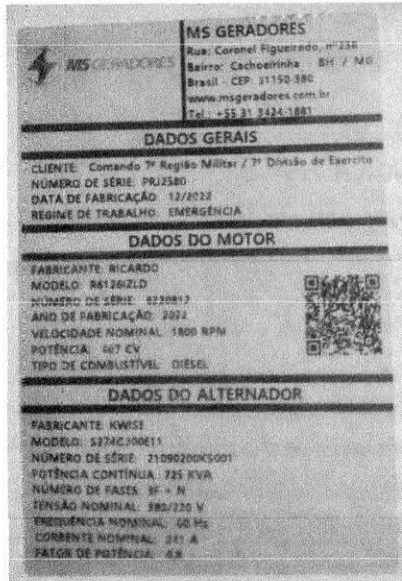 MS GERADORES
MS GERADORES
Rua: Coronel Figueiredo, nº 256
Bairro: Cachoeirinha BH / MG
Brasil - CEP: 31150-380
www.msgeradores.com.br
Tel.: +55 31 3424-1881
DADOS GERAIS
CLIENTE: Comando 7ª Região Militar / 7ª Divisão de Exercito
NÚMERO DE SÉRIE: PRJ2580
DATA DE FABRICAÇÃO: 12/2022
REGIME DE TRABALHO: EMERGÊNCIA
DADOS DO MOTOR
FABRICANTE: RICARDO
MODELO: R6126IZLD
NÚMERO DE SÉRIE:
ANO DE FABRICAÇÃO: 2022
VELOCIDADE NOMINAL: 1800 RPM
POTÊNCIA: CV
TIPO DE COMBUSTÍVEL: DIESEL
DADOS DO ALTERNADOR
FABRICANTE: KWISE
MODELO:
NÚMERO DE SÉRIE:
POTÊNCIA CONTÍNUA: KVA
NÚMERO DE FASES: 3F + N
TENSÃO NOMINAL: 380/220 V
FREQUÊNCIA NOMINAL: 60 Hz
CORRENTE NOMINAL: A
FATOR DE POTÊNCIA: 0.8